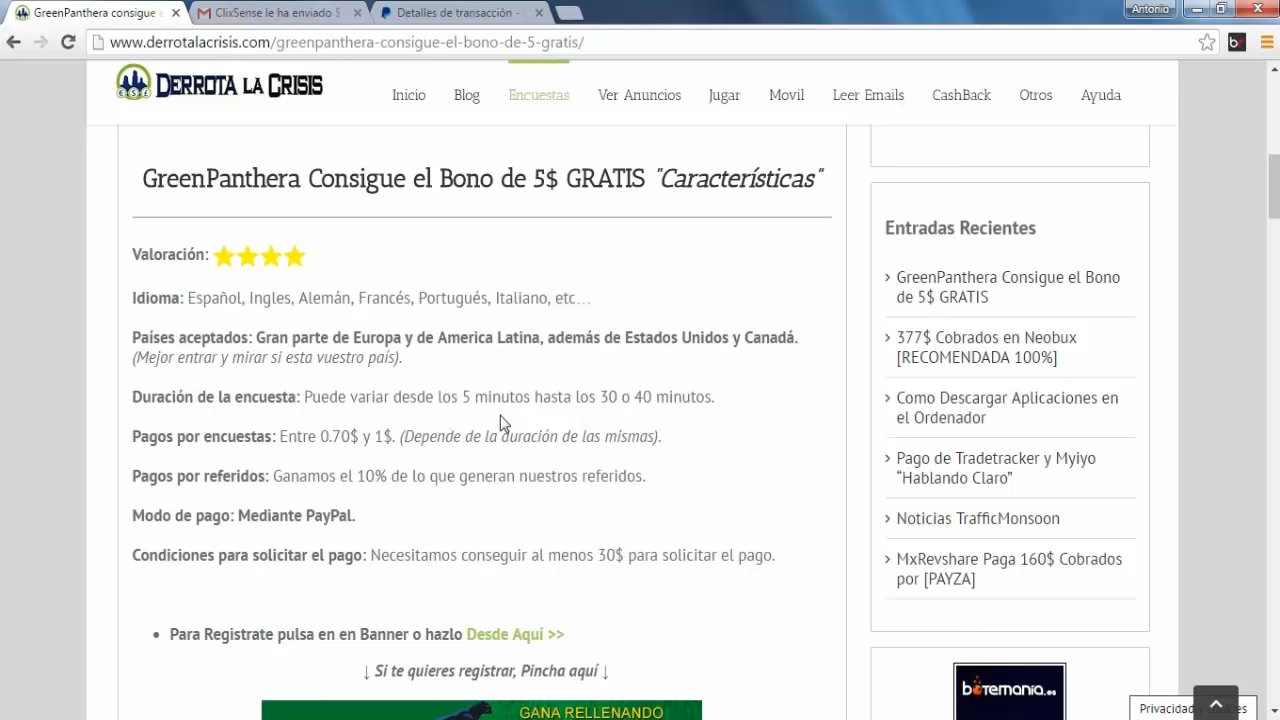 GreenPanthera consigue e
ClixSense le ha enviado 5
Detalles de transacción -
Antonio
www.derrotalacrisis.com/greenpanthera-consigue-el-bono-de-5-gratis/
DERROTA LA CRISIS
Inicio
Blog
Encuestas
Ver Anuncios
Jugar
Movil
Leer Emails
CashBack
Otros
Ayuda
GreenPanthera Consigue el Bono de 5$ GRATIS "Características"
Valoración:
Idioma: Español, Ingles, Alemán, Francés, Portugués, Italiano, etc…
Países aceptados: Gran parte de Europa y de America Latina, además de Estados Unidos y Canadá.
(Mejor entrar y mirar si esta vuestro país).
Duración de la encuesta: Puede variar desde los 5 minutos hasta los 30 o 40 minutos.
Pagos por encuestas: Entre 0.70$ y 1$. (Depende de la duración de las mismas).
Pagos por referidos: Ganamos el 10% de lo que generan nuestros referidos.
Modo de pago: Mediante PayPal.
Condiciones para solicitar el pago: Necesitamos conseguir al menos 30$ para solicitar el pago.
• Para Registrate pulsa en en Banner o hazlo Desde Aquí >>
↓ Si te quieres registrar, Pincha aquí ↓
GANA RELLENANDO
Entradas Recientes
› GreenPanthera Consigue el Bono
de 5$ GRATIS
› 377$ Cobrados en Neobux
[RECOMENDADA 100%]
› Como Descargar Aplicaciones en
el Ordenador
› Pago de Tradetracker y Myiyo
“Hablando Claro”
› Noticias TrafficMonsoon
› MxRevshare Paga 160$ Cobrados
por [PAYZA]
botemania.es
Privacidad